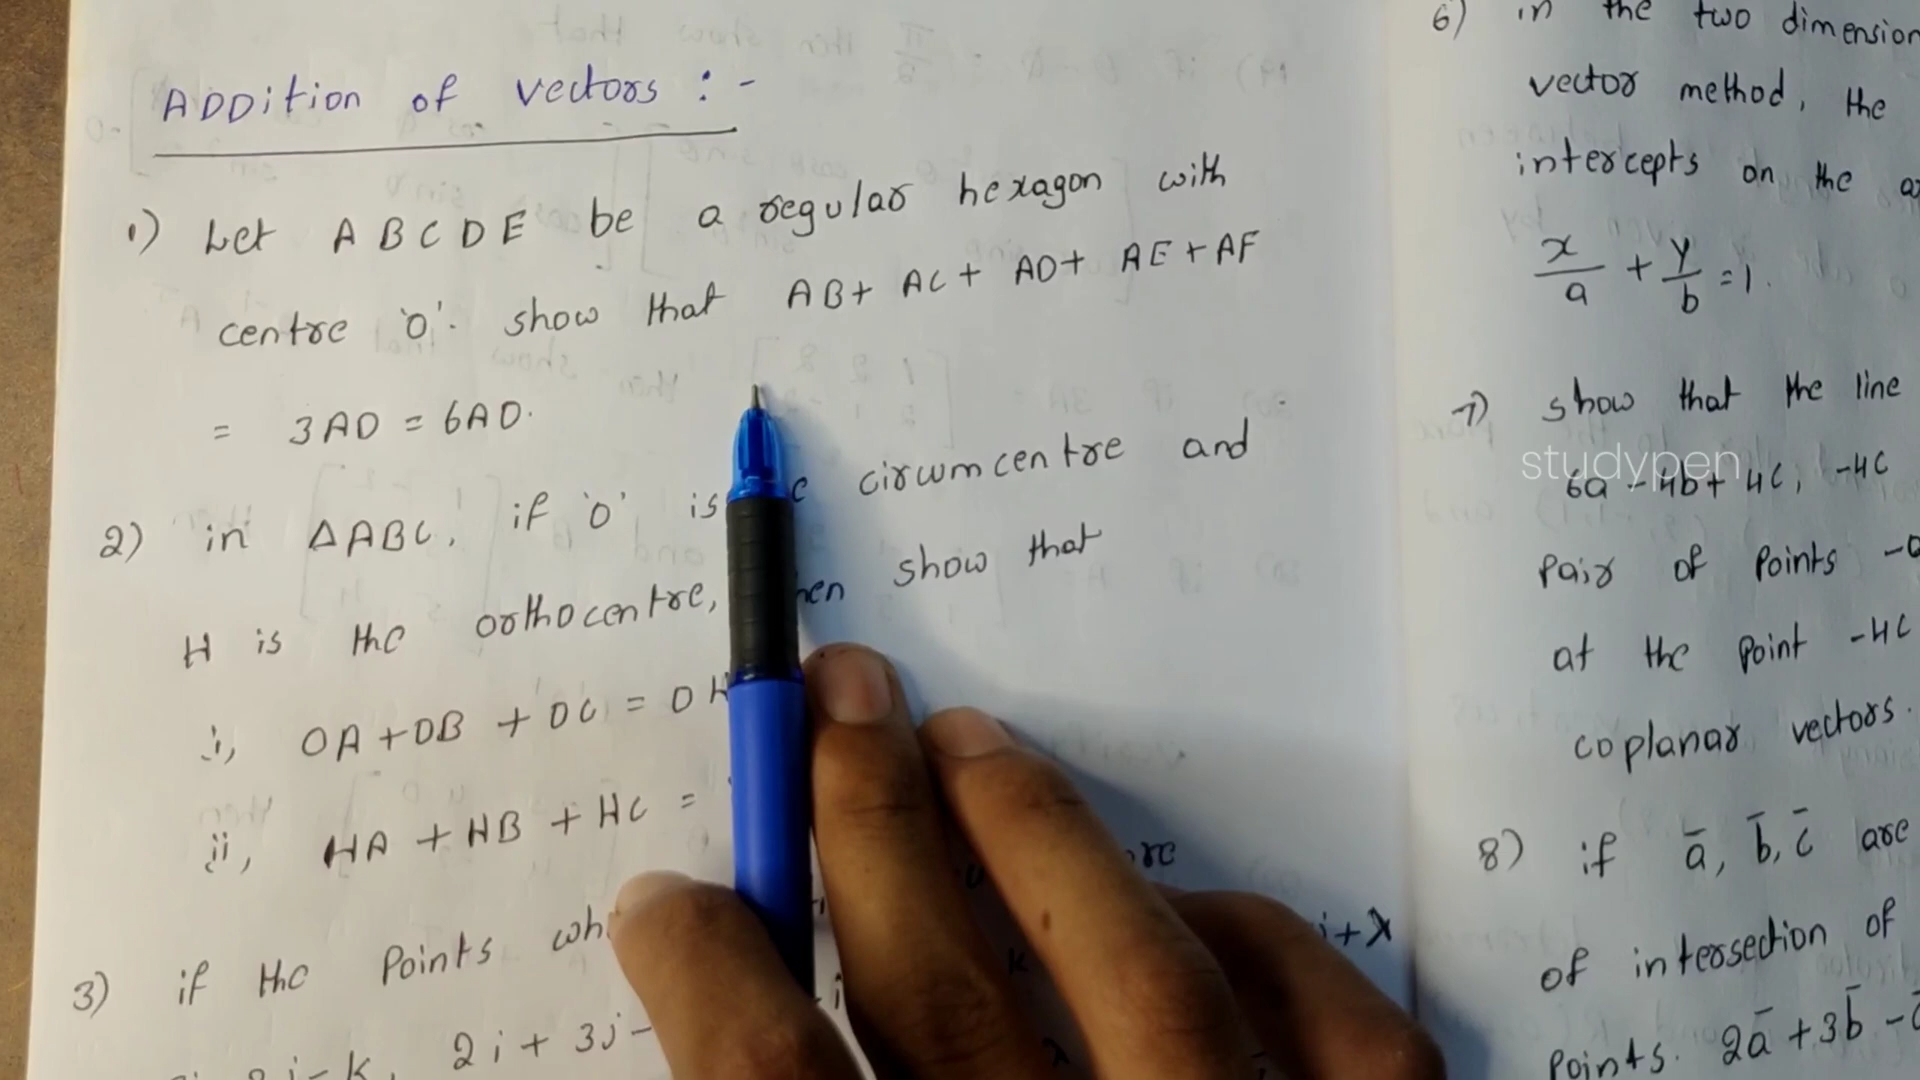 ADDition of vectors :-
1) Let A B C D E be a regular hexagon with
centre 'O'. show that AB+ AC+ AD+ AE+AF
= 3AD = 6AO.
2) in ΔABC, if 'O' is circumcentre and
H is the orthocentre, show that
i, OA+OB + OC = OH
ii, HA + HB + HC =
3) if the Points
2i + 3j-
i+λ
6) in the two dimension
vector method, the
intercepts on the
x/a + y/b = 1.
7) show that the line
6a - 4b+ 4c, -4c
Pair of Points
at the Point -4c
coplanar vectors.
8) if a̅, b̅, c̅ are
of intersection of
Points. 2a̅ +3b̅ -
studypen